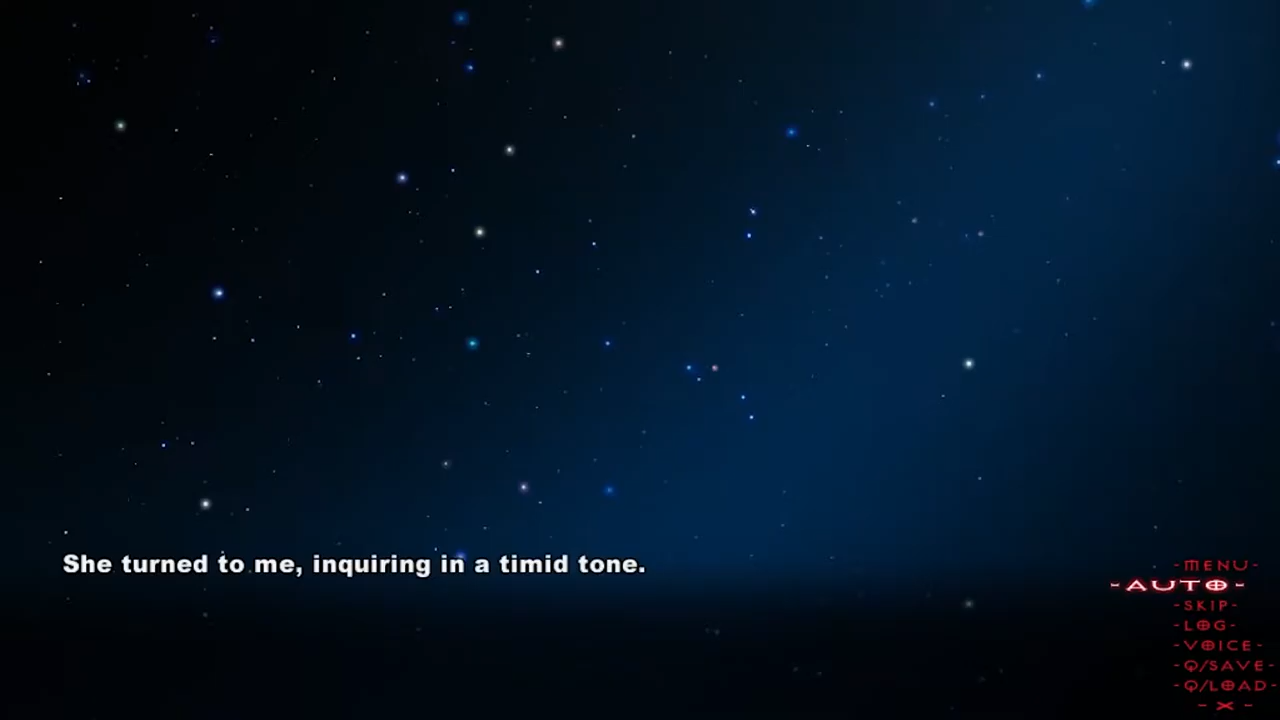 She turned to me, inquiring in a timid tone.
-MENU-
-AUTO-
-SKIP-
-LOG-
-VOICE-
-Q/SAVE-
-Q/LOAD-
-X-